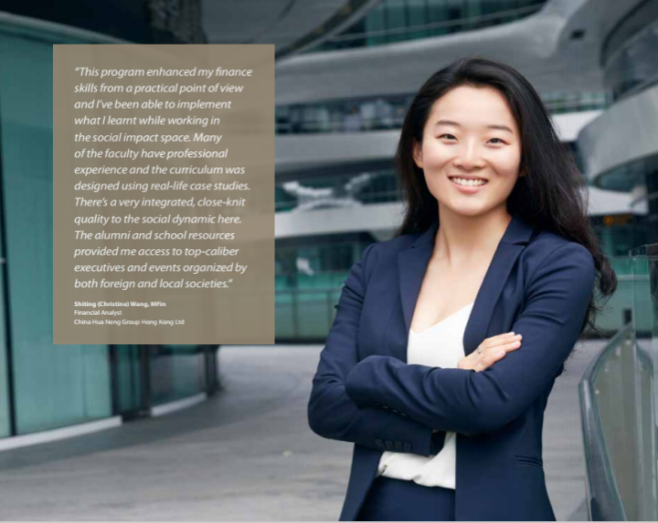 "This program enhanced my finance
skills from a practical point of view
and I've been able to implement
what I learnt while working in
the social impact space. Many
of the faculty have professional
experience and the curriculum was
designed using real-life case studies.
There's a very integrated, close-knit
quality to the social dynamic here.
The alumni and school resources
provided me access to top-caliber
executives and events organized by
both foreign and local societies."
Shiting (Christina) Wang, MFin
Financial Analyst
China Hua Neng Group Hong Kong Ltd